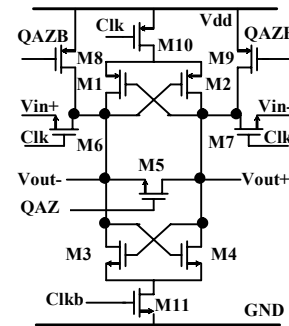 Clk
Vdd
QAZB
M10
QAZB
M8
M9
M1
M2
Vin+
Vin-
Clk
M6
M7
Clk
Vout-
M5
Vout+
QAZ
M3
M4
Clkb
M11
GND